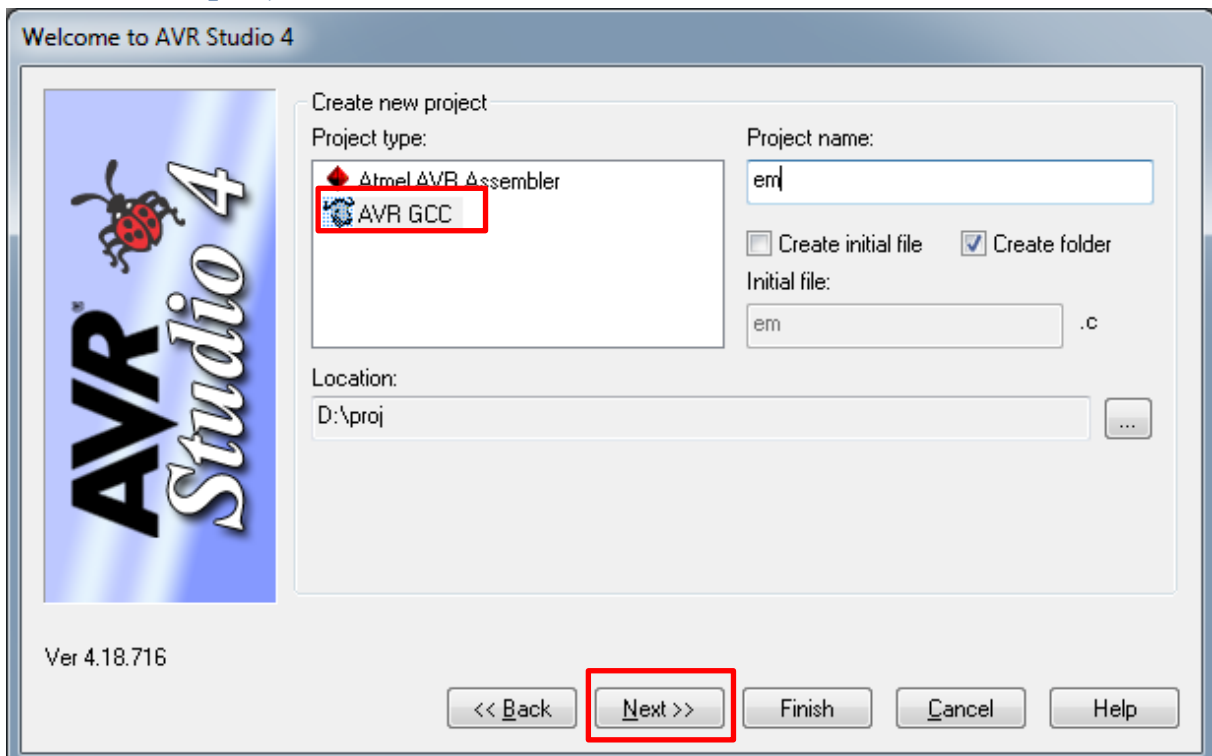 Welcome to AVR Studio 4
AVR Studio 4
Create new project
Project type:
Atmel AVR Assembler
AVR GCC
Project name:
em
Create initial file
Create folder
Initial file:
em
.c
Location:
D:\proj
...
Ver 4.18.716
<< Back
Next >>
Finish
Cancel
Help